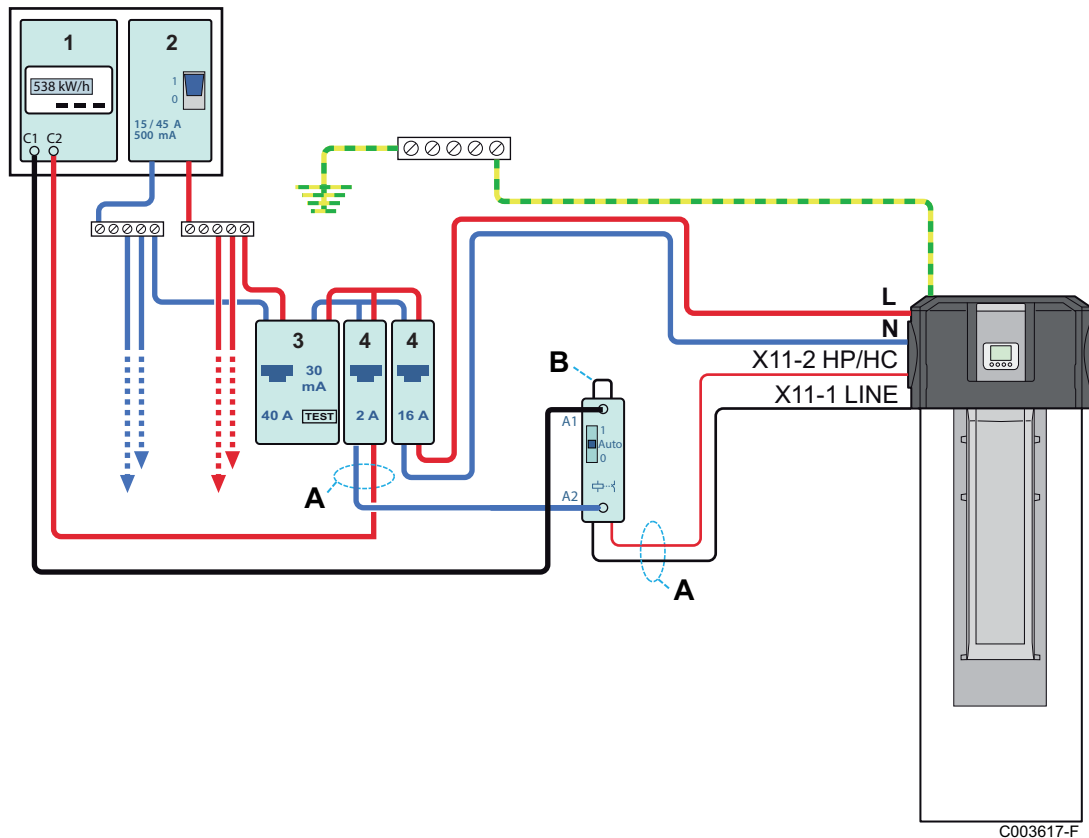 1
2
538 kW/h
1
0
15 / 45 A
500 mA
C1 C2
L
N
X11-2 HP/HC
X11-1 LINE
3
30
mA
40 A
TEST
4
2 A
4
16 A
B
A1
1
Auto
0
A2
A
A
C003617-F